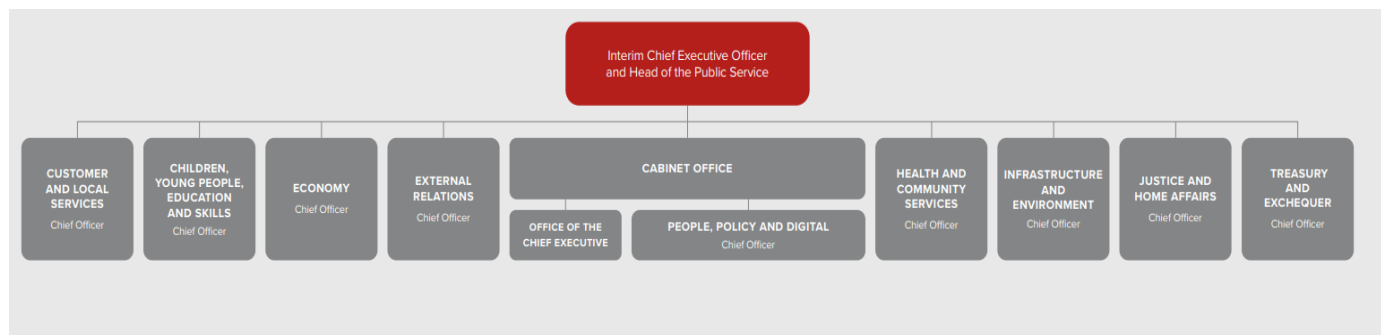 Interim Chief Executive Officer
and Head of the Public Service
CUSTOMER
AND LOCAL
SERVICES
Chief Officer
CHILDREN,
YOUNG PEOPLE,
EDUCATION
AND SKILLS
Chief Officer
ECONOMY
Chief Officer
EXTERNAL
RELATIONS
Chief Officer
CABINET OFFICE
OFFICE OF THE
CHIEF EXECUTIVE
PEOPLE, POLICY AND DIGITAL
Chief Officer
HEALTH AND
COMMUNITY
SERVICES
Chief Officer
INFRASTRUCTURE
AND
ENVIRONMENT
Chief Officer
JUSTICE AND
HOME AFFAIRS
Chief Officer
TREASURY
AND
EXCHEQUER
Chief Officer